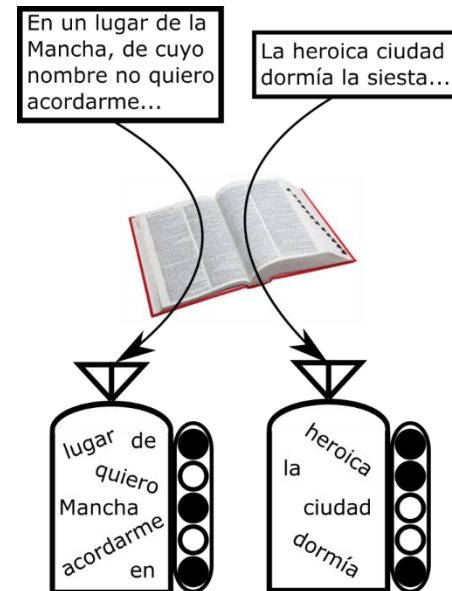 En un lugar de la
Mancha, de cuyo
nombre no quiero
acordarme...
La heroica ciudad
dormía la siesta...
lugar de
quiero
Mancha
acordarme
en
heroica
la
ciudad
dormía